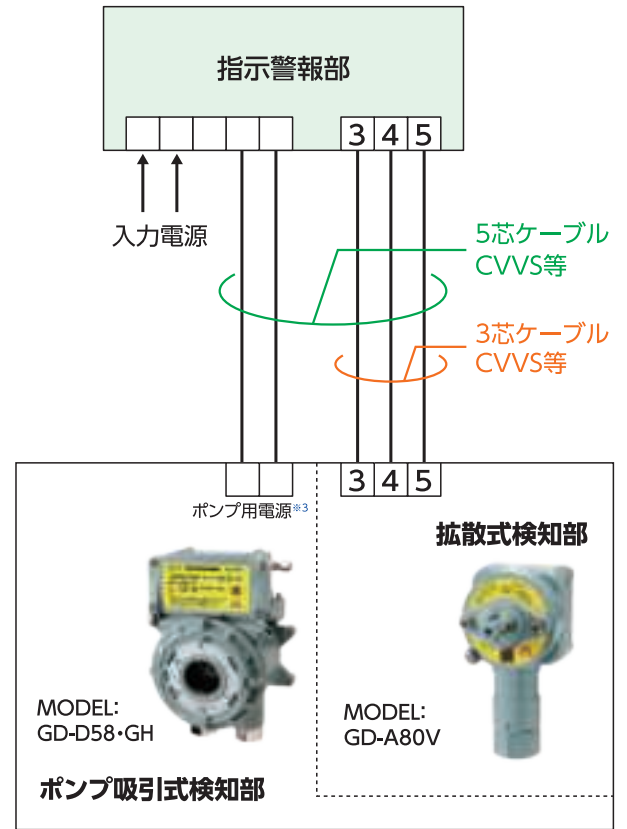 指示警報部
3 4 5
入力電源
5芯ケーブル
CVVS等
3芯ケーブル
CVVS等
3 4 5
ポンプ用電源※3
拡散式検知部
MODEL:
GD-D58・GH
MODEL:
GD-A80V
ポンプ吸引式検知部